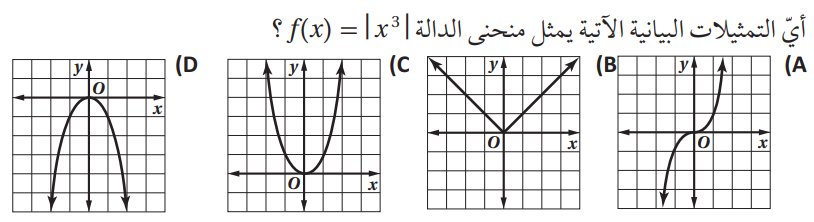 أيّ التمثيلات البيانية الآتية يمثل منحنى الدالة f(x) = |x³| ؟
(A
y
O
x
(B
y
O
x
(C
y
O
x
(D
y
O
x